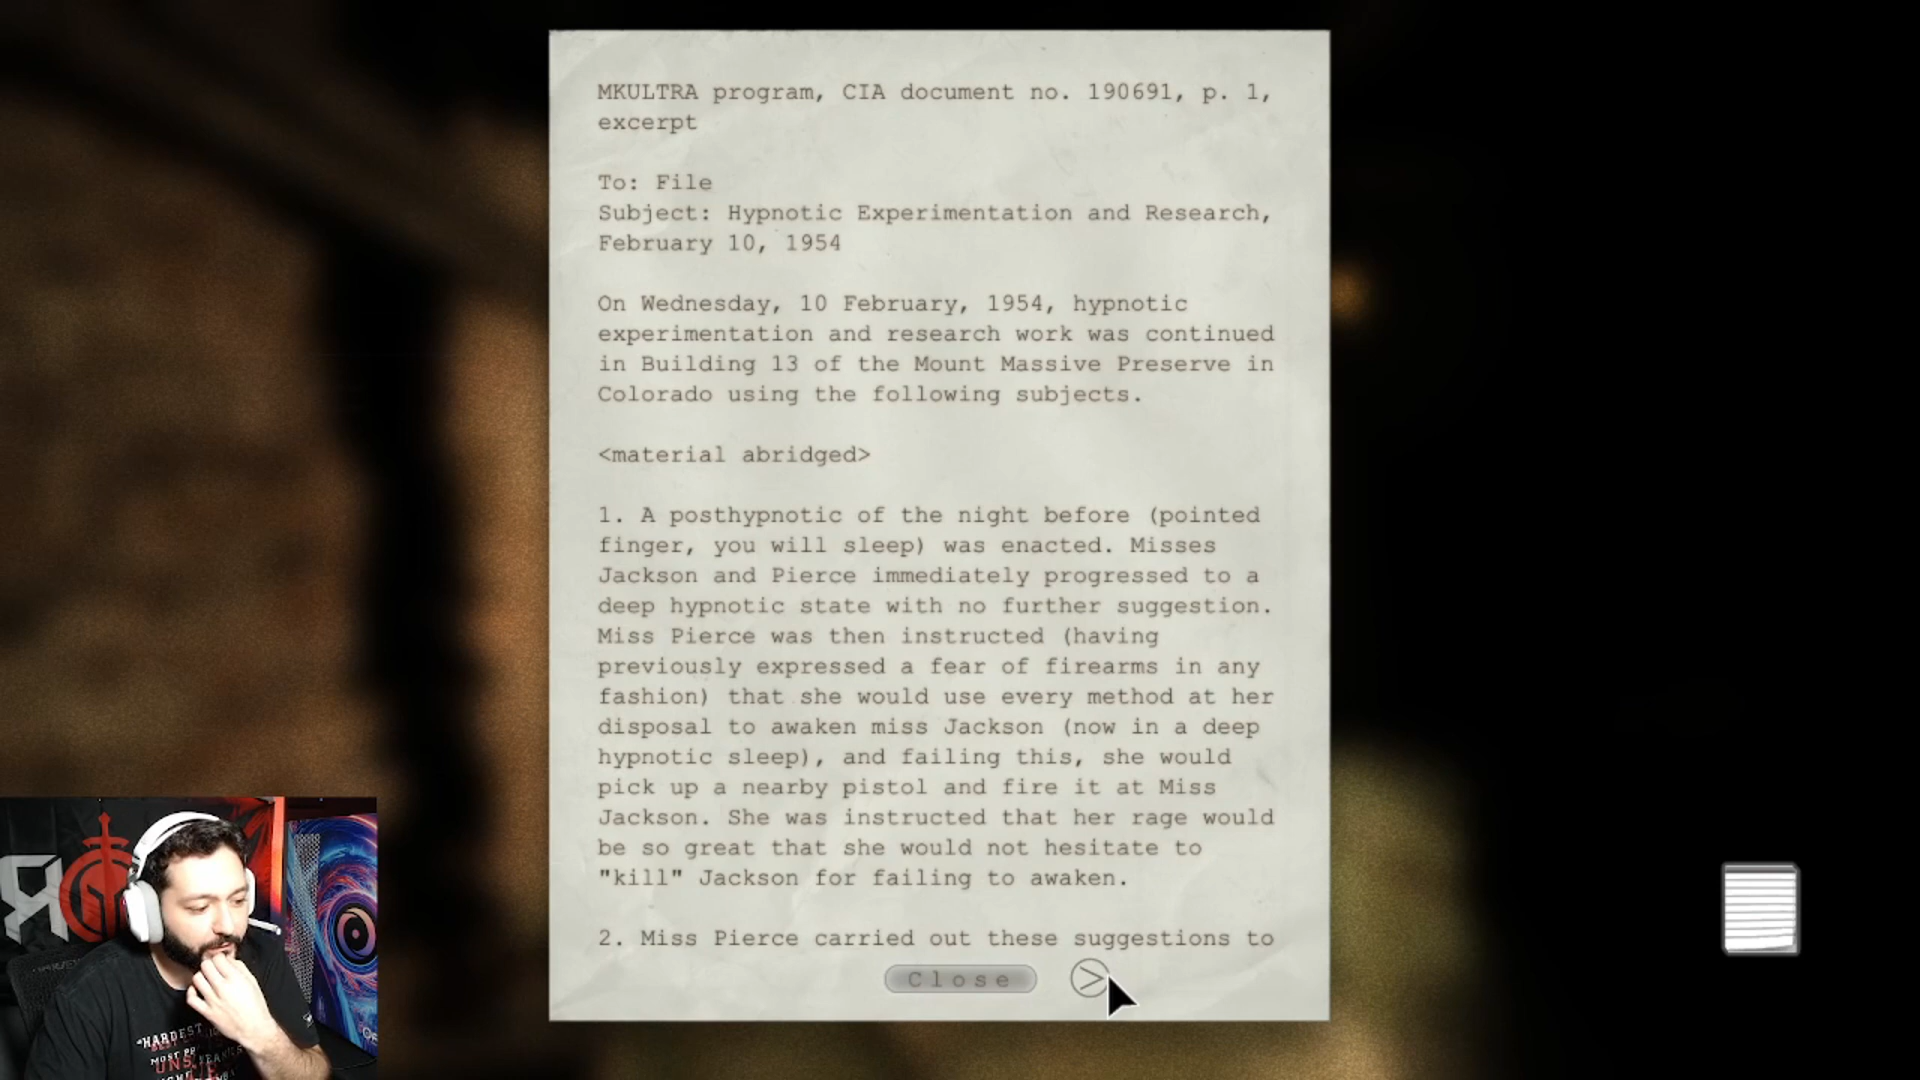 MKULTRA program, CIA document no. 190691, p. 1,
excerpt
To: File
Subject: Hypnotic Experimentation and Research,
February 10, 1954
On Wednesday, 10 February, 1954, hypnotic
experimentation and research work was continued
in Building 13 of the Mount Massive Preserve in
Colorado using the following subjects.
<material abridged>
1. A posthypnotic of the night before (pointed
finger, you will sleep) was enacted. Misses
Jackson and Pierce immediately progressed to a
deep hypnotic state with no further suggestion.
Miss Pierce was then instructed (having
previously expressed a fear of firearms in any
fashion) that she would use every method at her
disposal to awaken miss Jackson (now in a deep
hypnotic sleep), and failing this, she would
pick up a nearby pistol and fire it at Miss
Jackson. She was instructed that her rage would
be so great that she would not hesitate to
"kill" Jackson for failing to awaken.
2. Miss Pierce carried out these suggestions to
Close >
"HARDEST
MOST
UNS